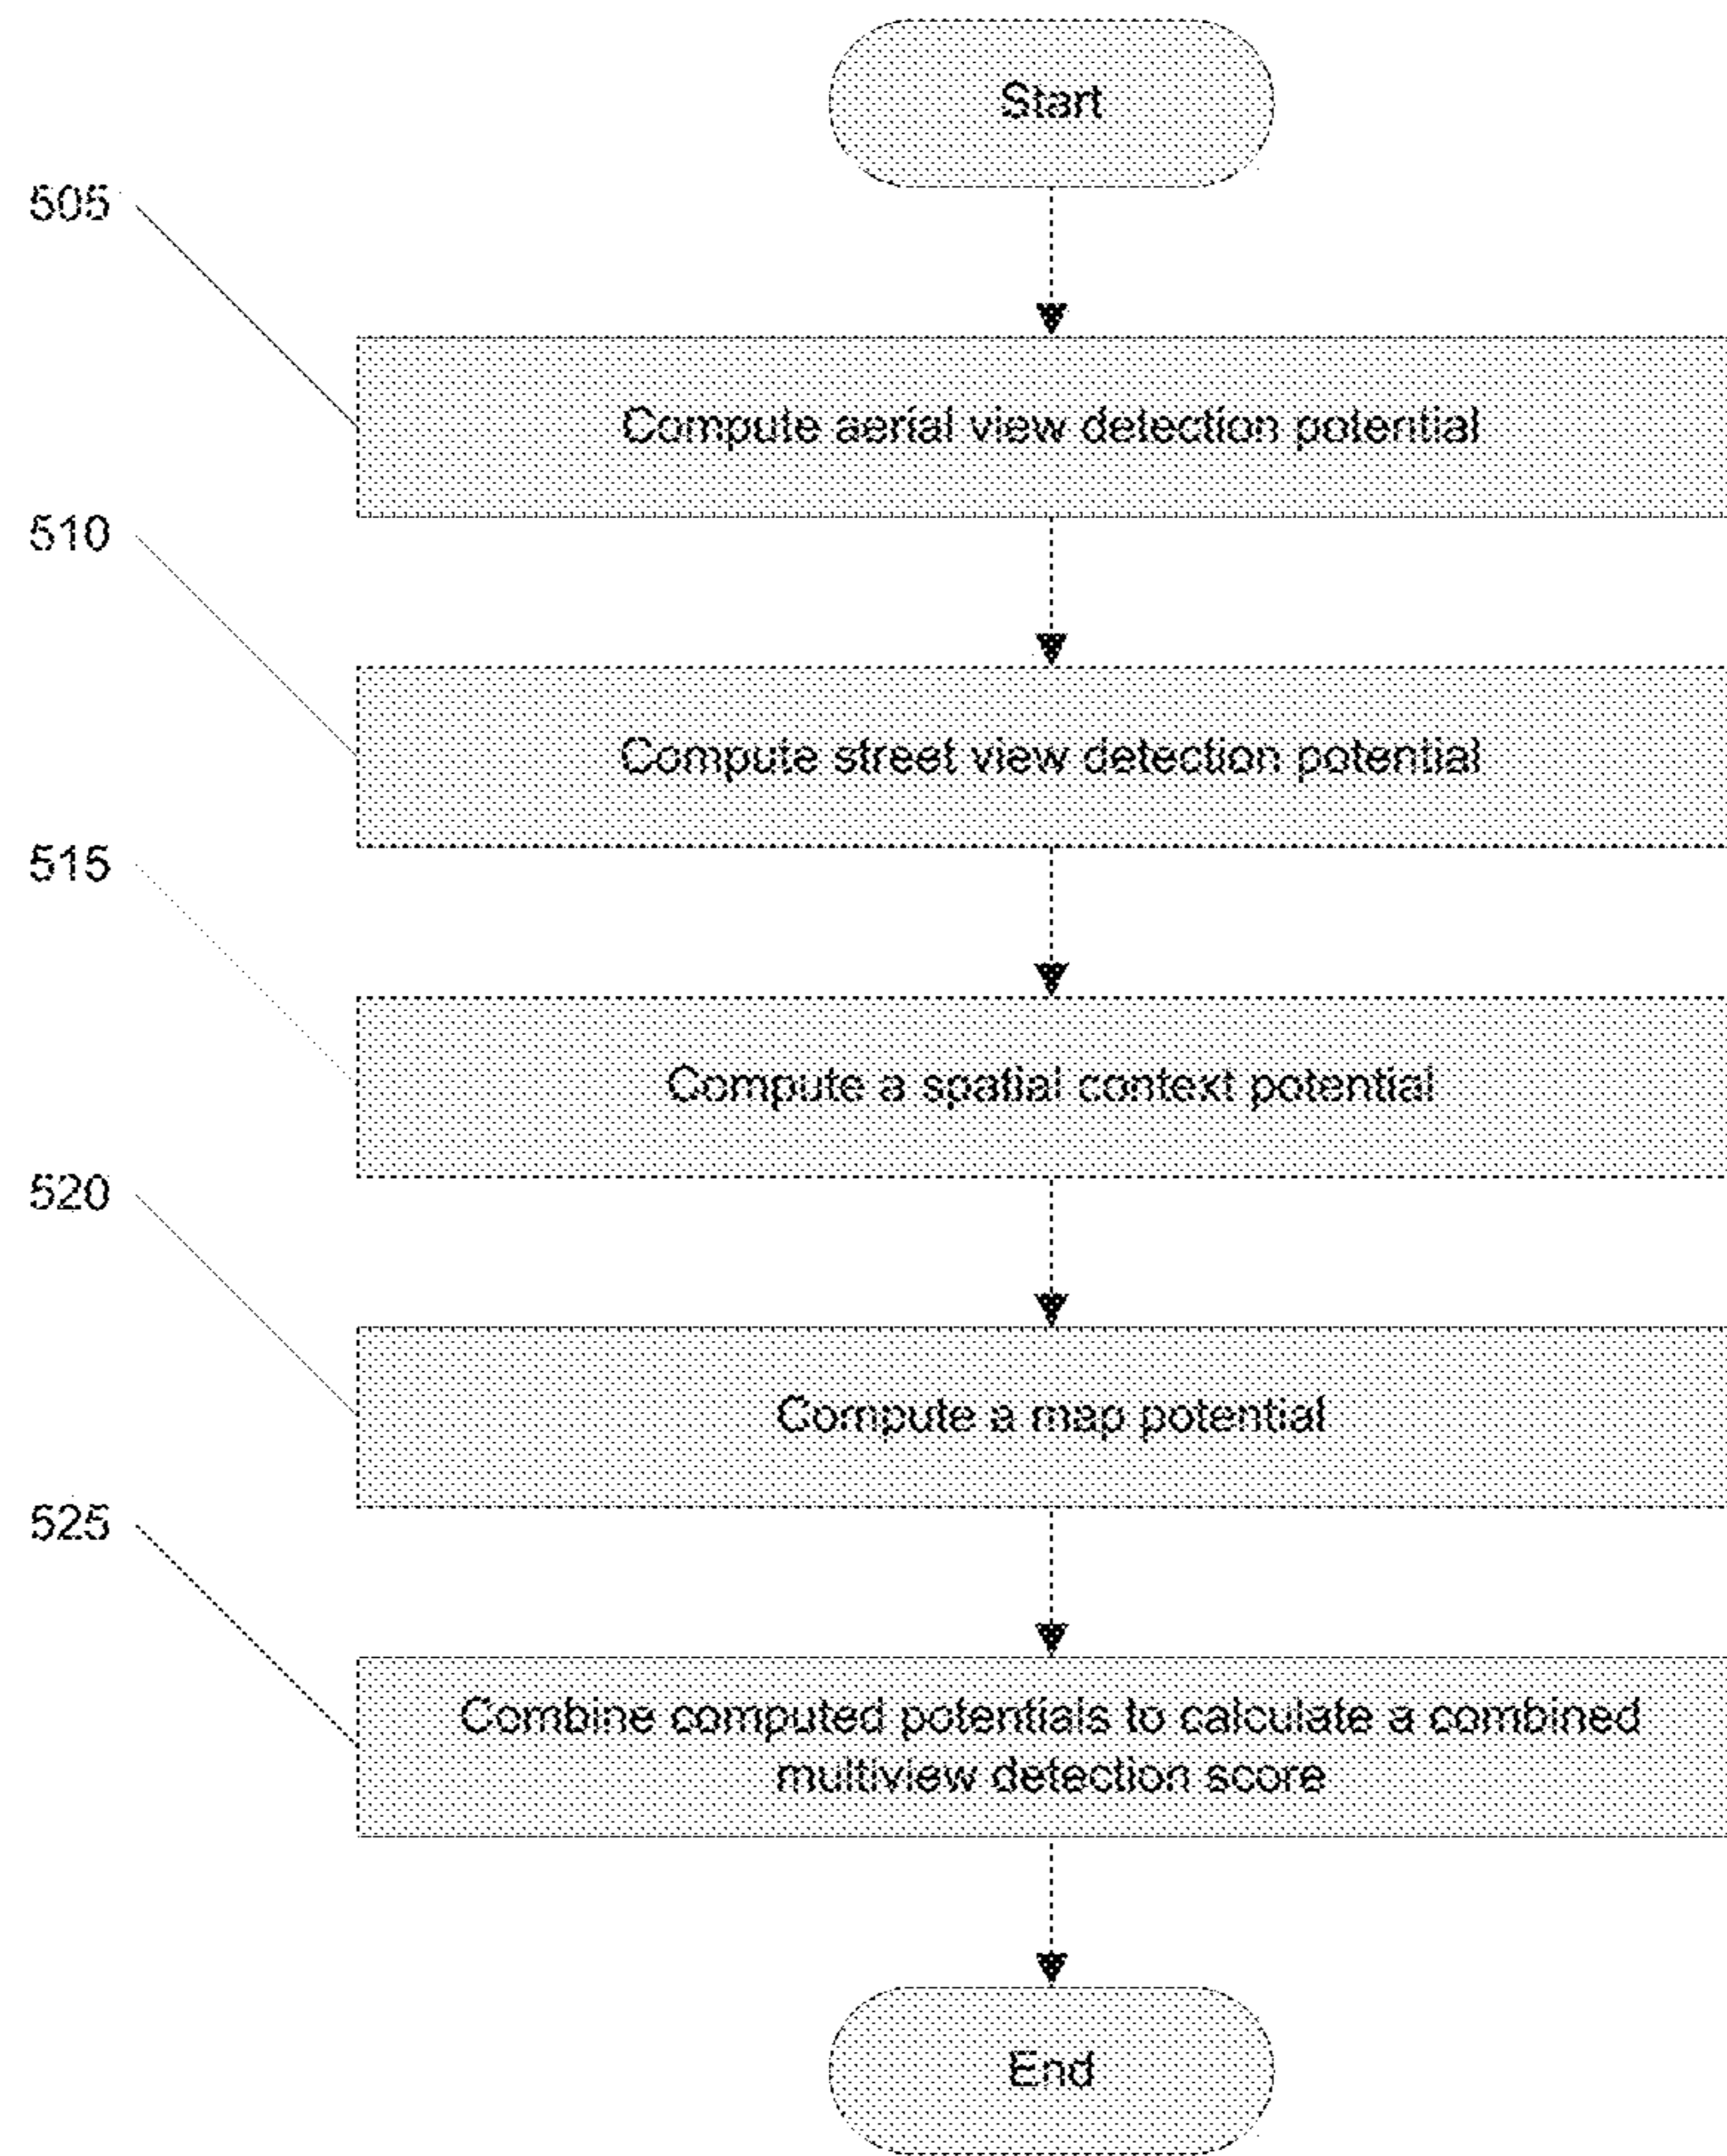 Start
505
Compute aerial view detection potential
510
Compute street view detection potential
515
Compute a spatial context potential
520
Compute a map potential
525
Combine computed potentials to calculate a combined
multiview detection score
End